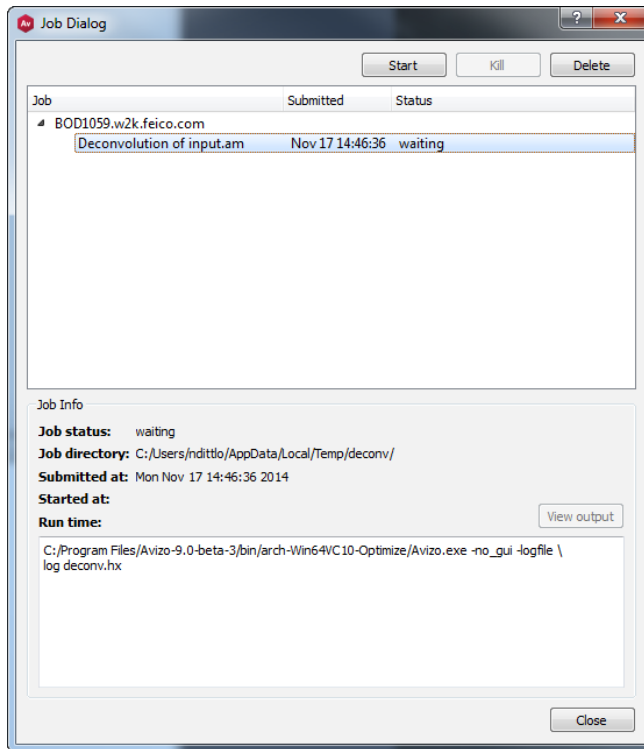 Av Job Dialog
Start Kill Delete
Job Submitted Status
BOD1059.w2k.feico.com
Deconvolution of input.am Nov 17 14:46:36 waiting
Job Info
Job status: waiting
Job directory: C:/Users/ndittlo/AppData/Local/Temp/deconv/
Submitted at: Mon Nov 17 14:46:36 2014
Started at:
Run time:
View output
C:/Program Files/Avizo-9.0-beta-3/bin/arch-Win64VC10-Optimize/Avizo.exe -no_gui -logfile \
log deconv.hx
Close